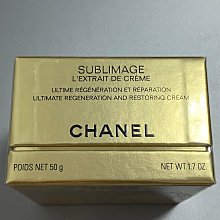 SUBLIMAGE
L'EXTRAIT DE CRÈME
ULTIME RÉGÉNÉRATION ET RÉPARATION
ULTIMATE REGENERATION AND RESTORING CREAM
CHANEL
POIDS NET 50 g
NET WT. 1.7 OZ.